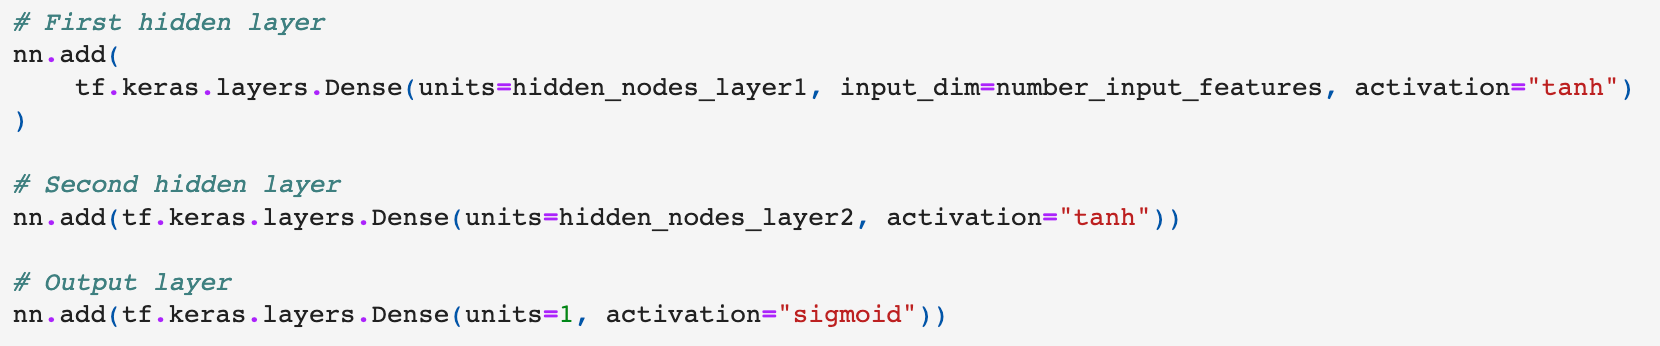 # First hidden layer
nn.add(
    tf.keras.layers.Dense(units=hidden_nodes_layer1, input_dim=number_input_features, activation="tanh")
)
# Second hidden layer
nn.add(tf.keras.layers.Dense(units=hidden_nodes_layer2, activation="tanh"))
# Output layer
nn.add(tf.keras.layers.Dense(units=1, activation="sigmoid"))